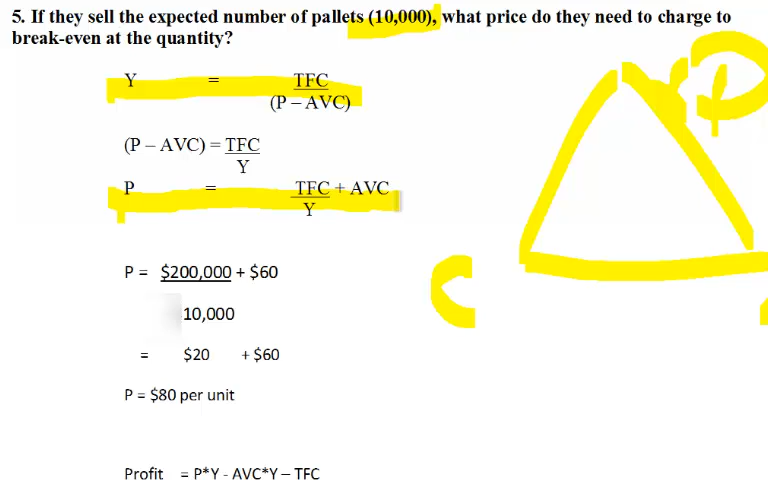 5. If they sell the expected number of pallets (10,000), what price do they need to charge to
break-even at the quantity?
Y = TFC
(P – AVC)
(P – AVC) = TFC
Y
P = TFC + AVC
Y
P = $200,000 + $60
10,000
= $20 + $60
P = $80 per unit
Profit = P*Y - AVC*Y – TFC
P
C